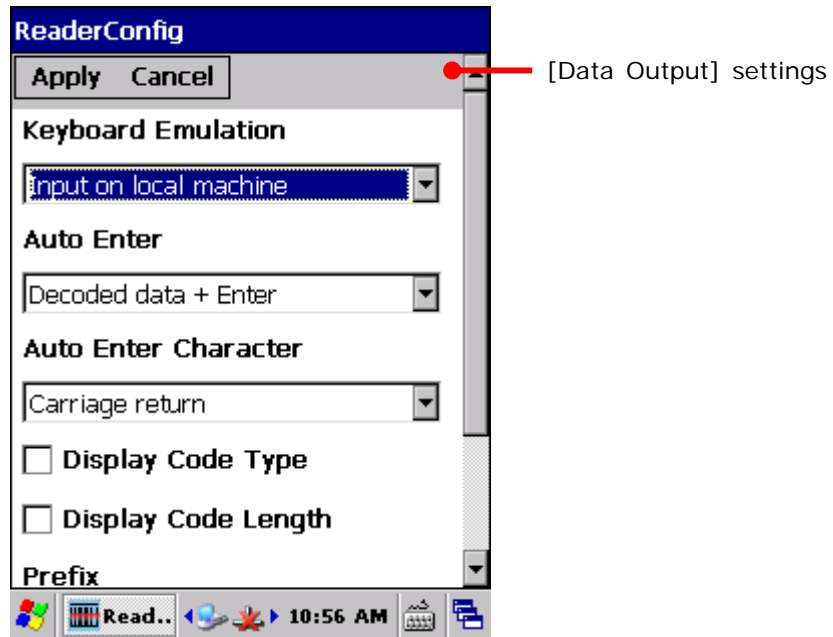 ReaderConfig
Apply Cancel
[Data Output] settings
Keyboard Emulation
Input on local machine
Auto Enter
Decoded data + Enter
Auto Enter Character
Carriage return
Display Code Type
Display Code Length
Prefix
Read.. 10:56 AM